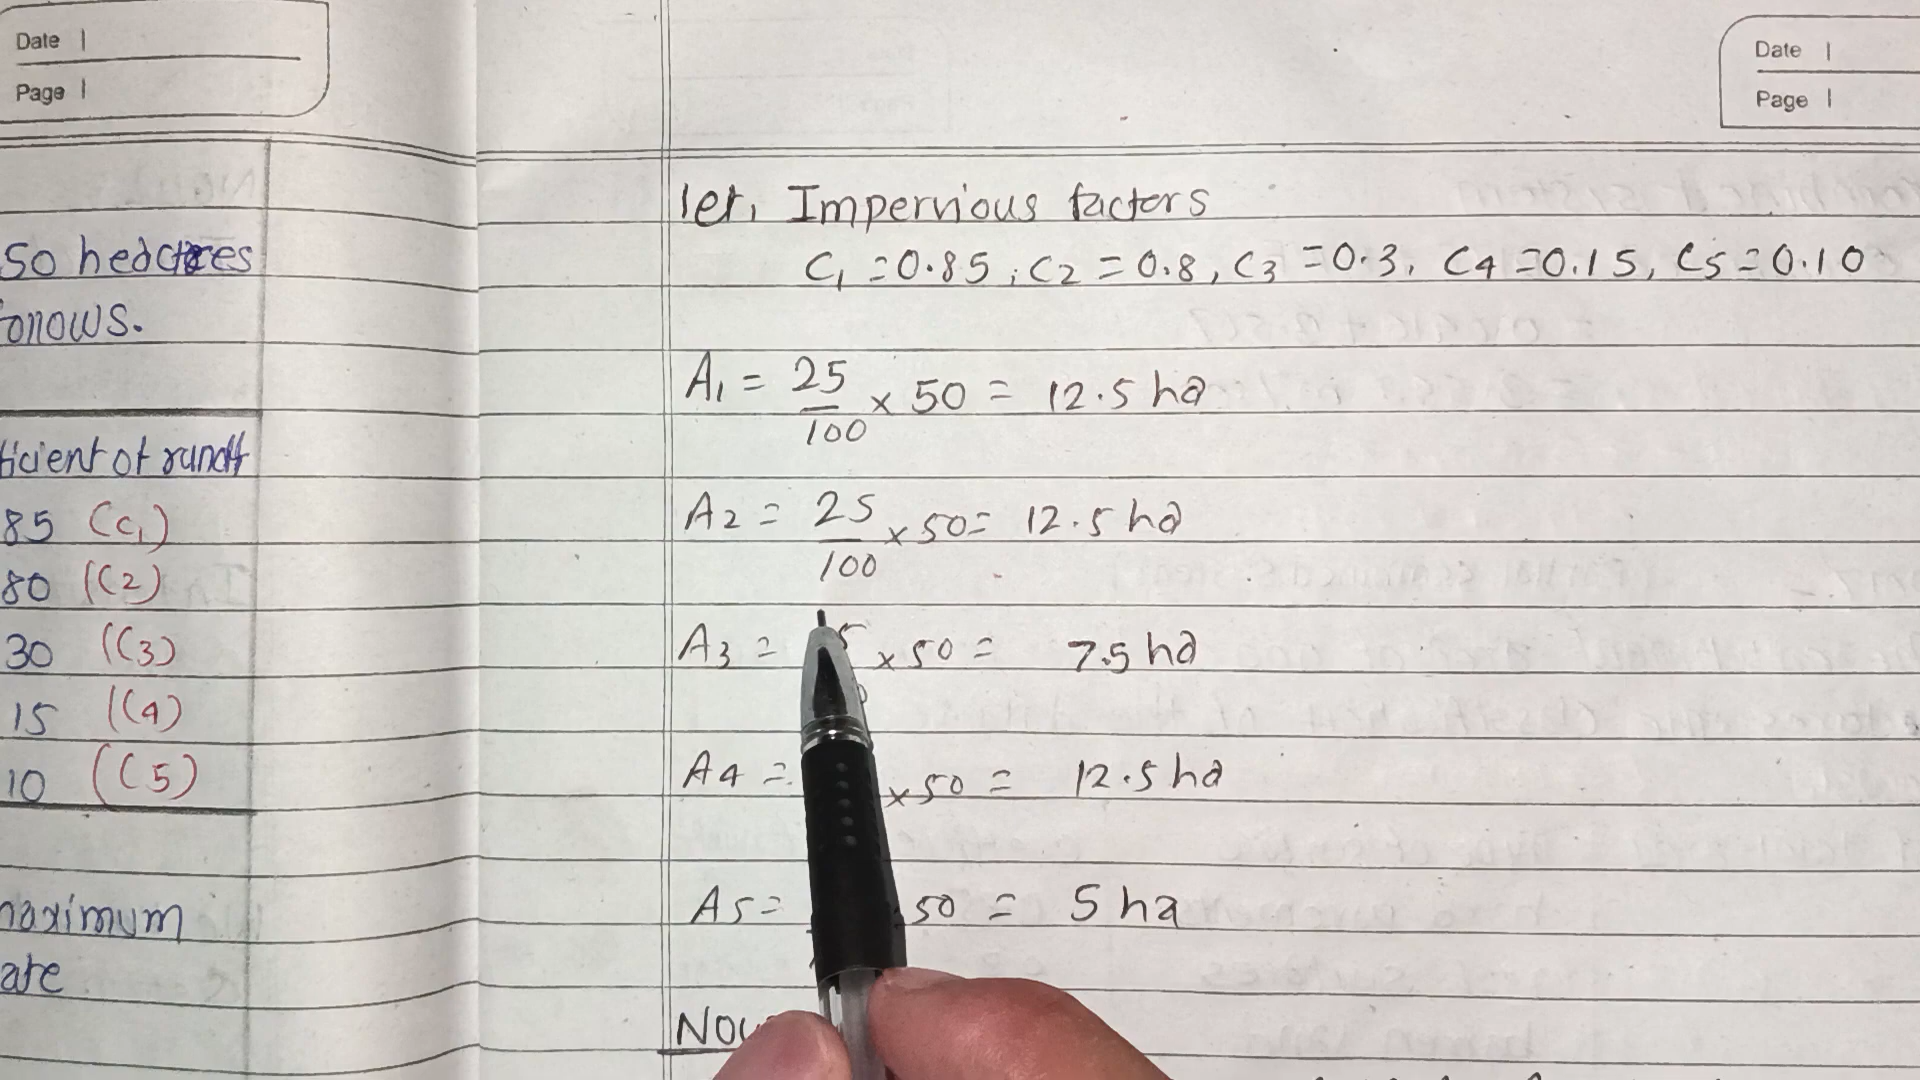 Date
Page
50 hectares
follows.
ficient of runoff
85 (C1)
80 (C2)
30 (C3)
15 (C4)
10 (C5)
maximum
ate
Date
Page
let, Impervious factors
C1 = 0.85, C2 = 0.8, C3 = 0.3, C4 = 0.15, C5 = 0.10
A1 = 25/100 × 50 = 12.5 ha
A2 = 25/100 × 50 = 12.5 ha
A3 = 5 × 50 = 7.5 ha
A4 = × 50 = 12.5 ha
A5 = 50 = 5 ha